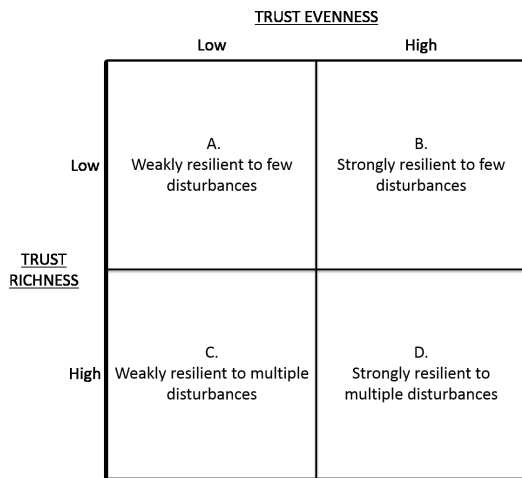 TRUST EVENNESS
Low
High
Low
A.
Weakly resilient to few
disturbances
B.
Strongly resilient to few
disturbances
TRUST
RICHNESS
High
C.
Weakly resilient to multiple
disturbances
D.
Strongly resilient to
multiple disturbances